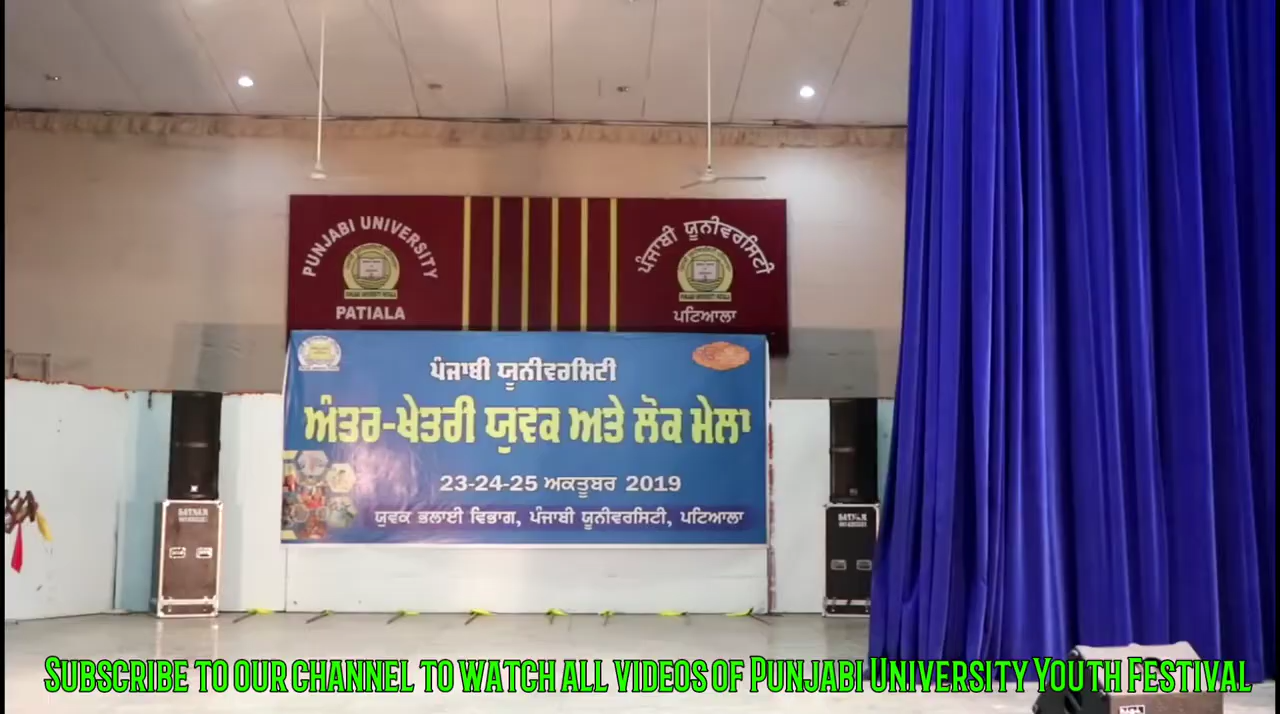 PUNJABI UNIVERSITY
PATIALA
ਪੰਜਾਬੀ ਯੂਨੀਵਰਸਿਟੀ
ਪਟਿਆਲਾ
ਪੰਜਾਬੀ ਯੂਨੀਵਰਸਿਟੀ
ਅੰਤਰ-ਖੇਤਰੀ ਯੁਵਕ ਅਤੇ ਲੋਕ ਮੇਲਾ
23-24-25 ਅਕਤੂਬਰ 2019
ਯੁਵਕ ਭਲਾਈ ਵਿਭਾਗ, ਪੰਜਾਬੀ ਯੂਨੀਵਰਸਿਟੀ, ਪਟਿਆਲਾ
SATNAM
SATNAM
SUBSCRIBE TO OUR CHANNEL TO WATCH ALL VIDEOS OF PUNJABI UNIVERSITY YOUTH FESTIVAL